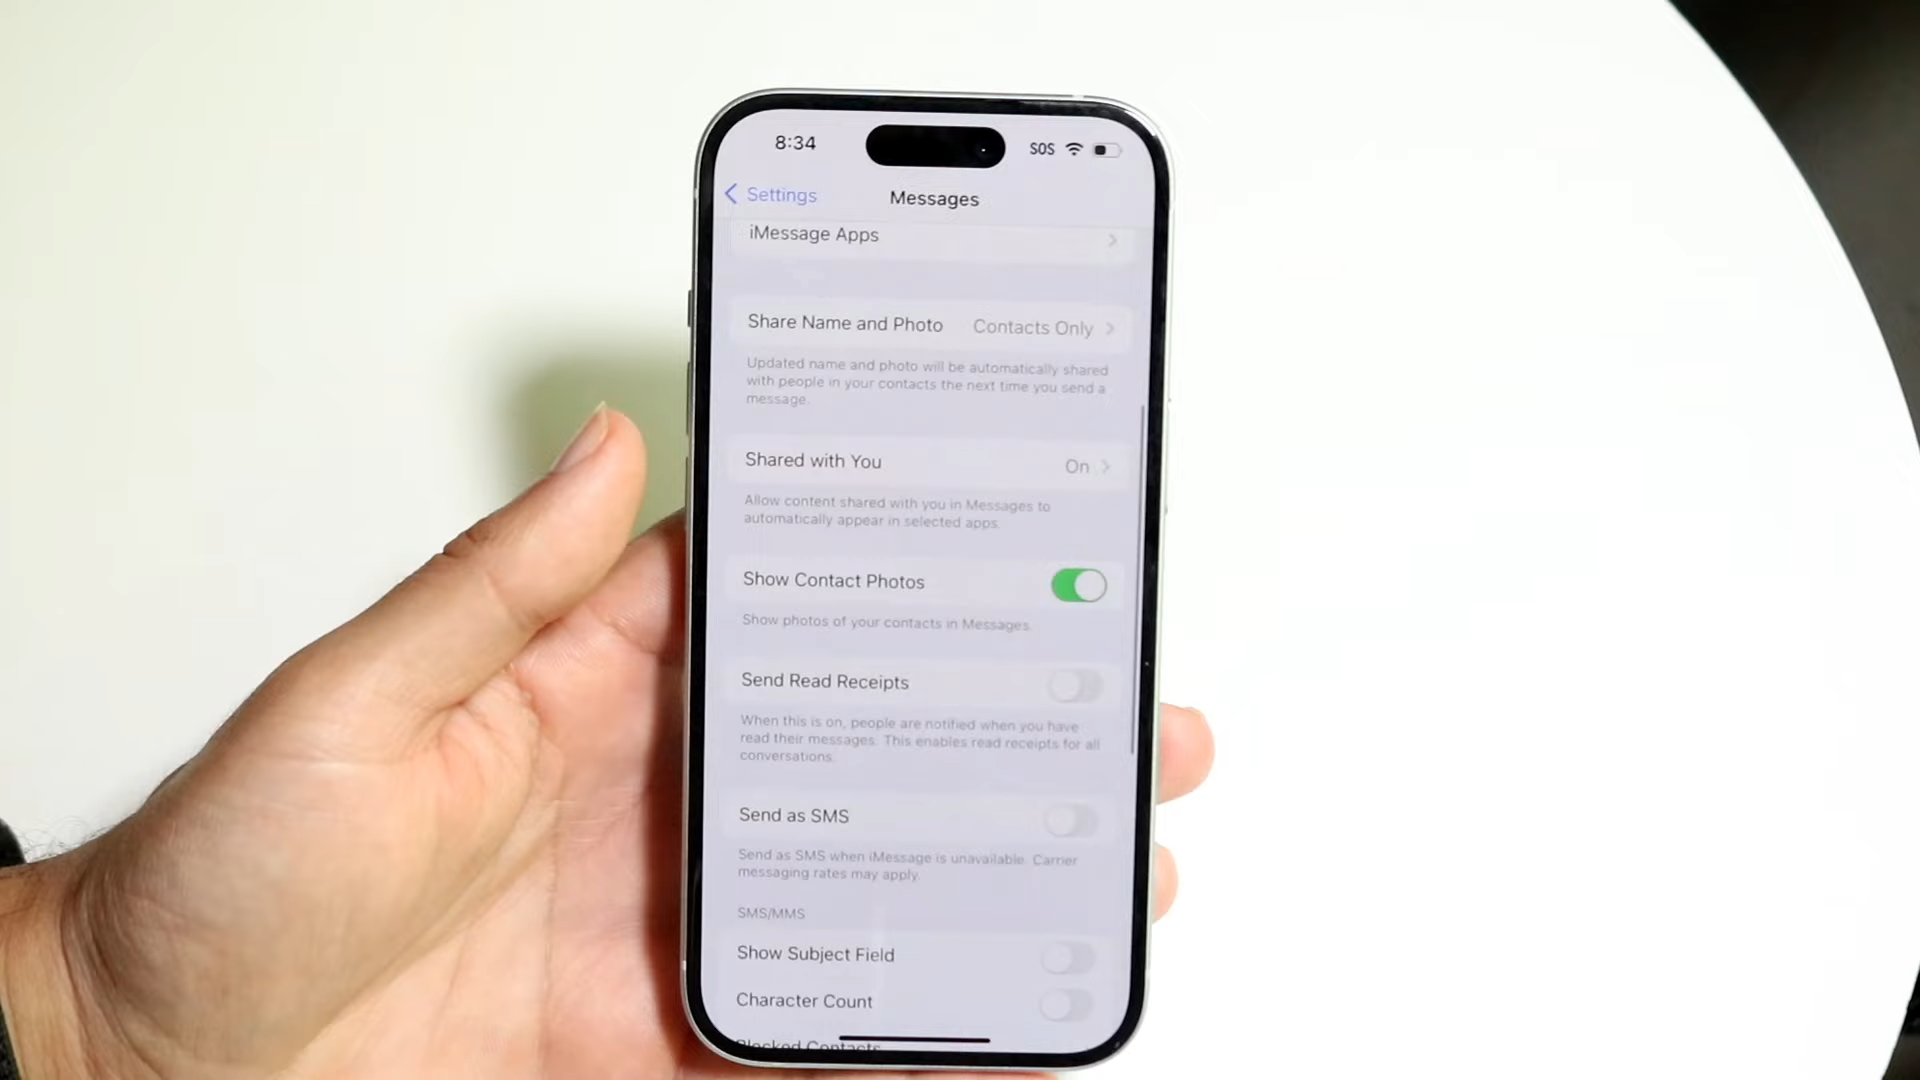 8:34 SOS
Settings Messages
iMessage Apps
Share Name and Photo Contacts Only
Updated name and photo will be automatically shared
with people in your contacts the next time you send a
message.
Shared with You On
Allow content shared with you in Messages to
automatically appear in selected apps.
Show Contact Photos
Show photos of your contacts in Messages.
Send Read Receipts
When this is on, people are notified when you have
read their messages. This enables read receipts for all
conversations.
Send as SMS
Send as SMS when iMessage is unavailable. Carrier
messaging rates may apply.
SMS/MMS
Show Subject Field
Character Count
Blocked Contacts